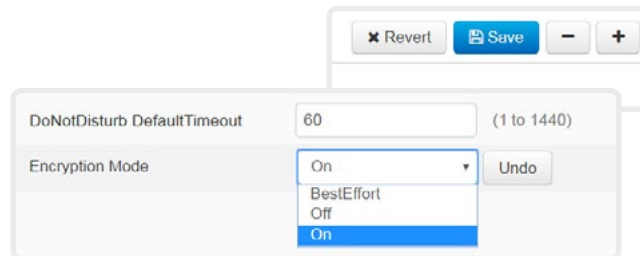 ✖ Revert Save − +
DoNotDisturb DefaultTimeout 60 (1 to 1440)
Encryption Mode On Undo
BestEffort
Off
On